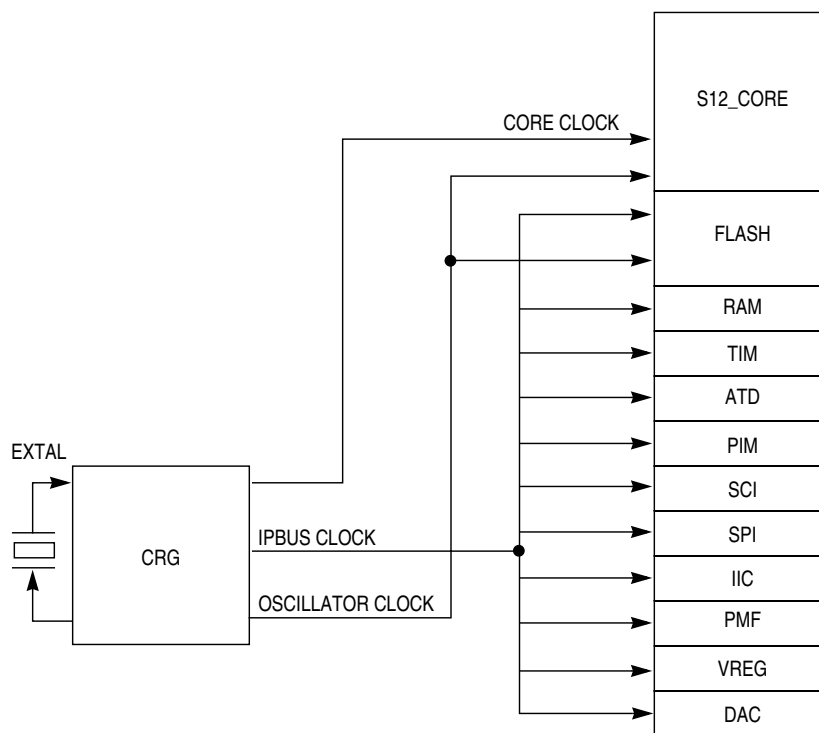 S12_CORE
CORE CLOCK
FLASH
RAM
TIM
ATD
PIM
EXTAL
SCI
SPI
IPBUS CLOCK
CRG
IIC
OSCILLATOR CLOCK
PMF
VREG
DAC